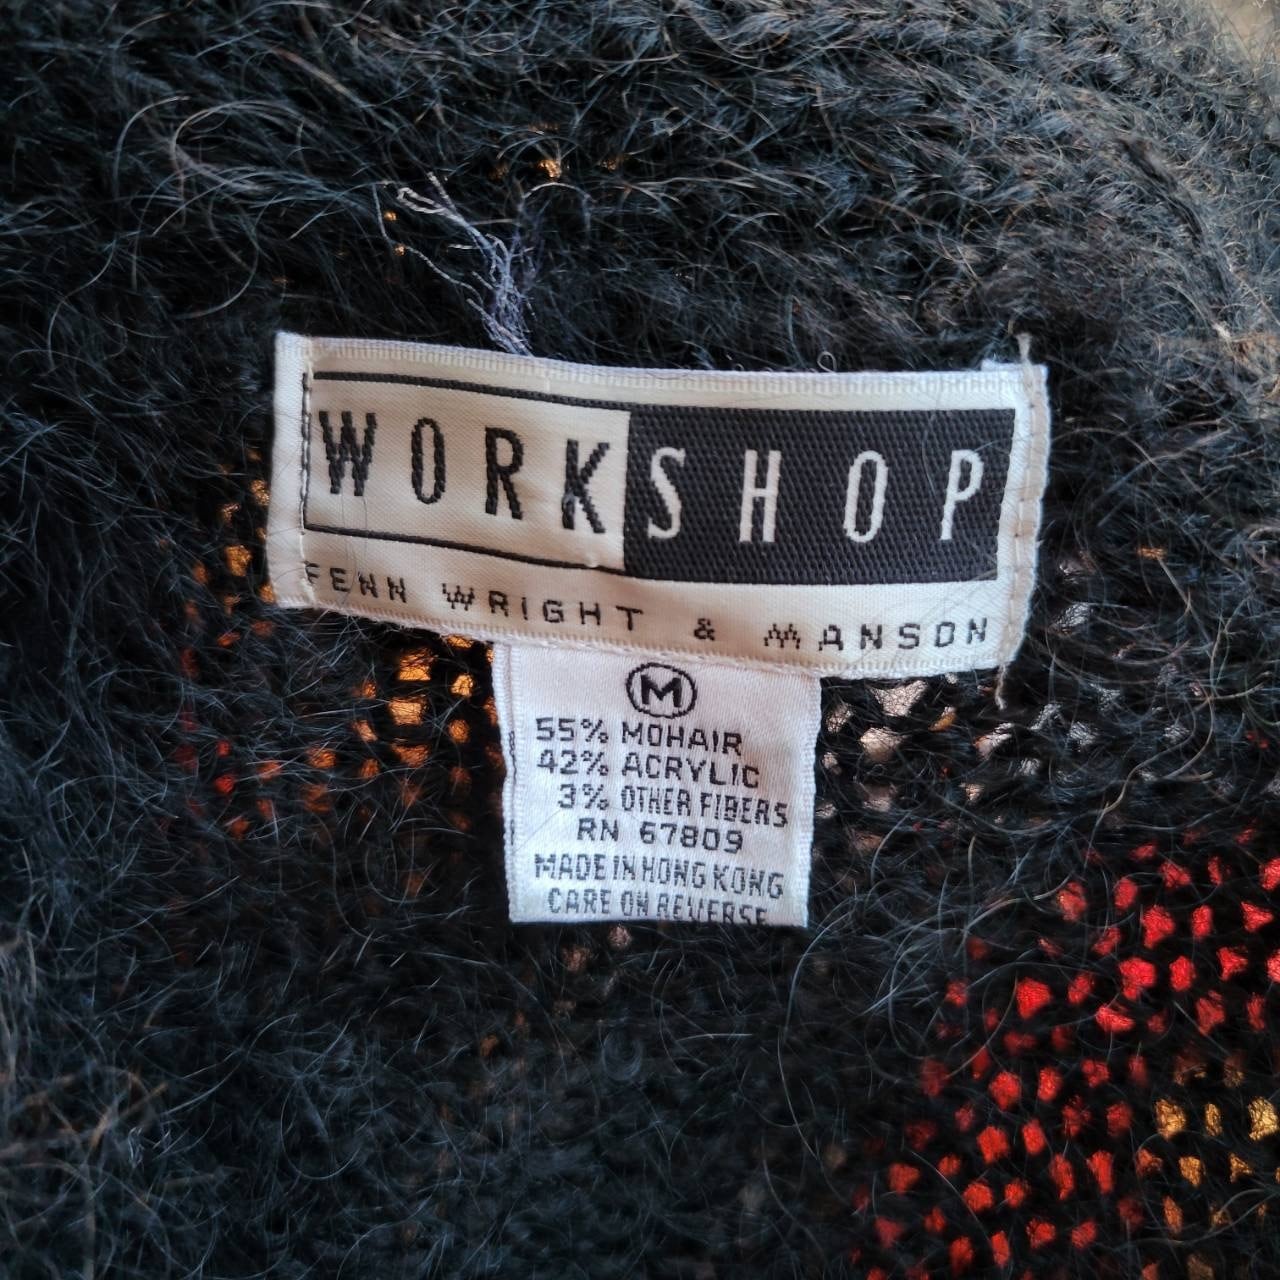 WORKSHOP
FENN WRIGHT & MANSON
M
55% MOHAIR
42% ACRYLIC
3% OTHER FIBERS
RN 67809
MADE IN HONG KONG
CARE ON REVERSE